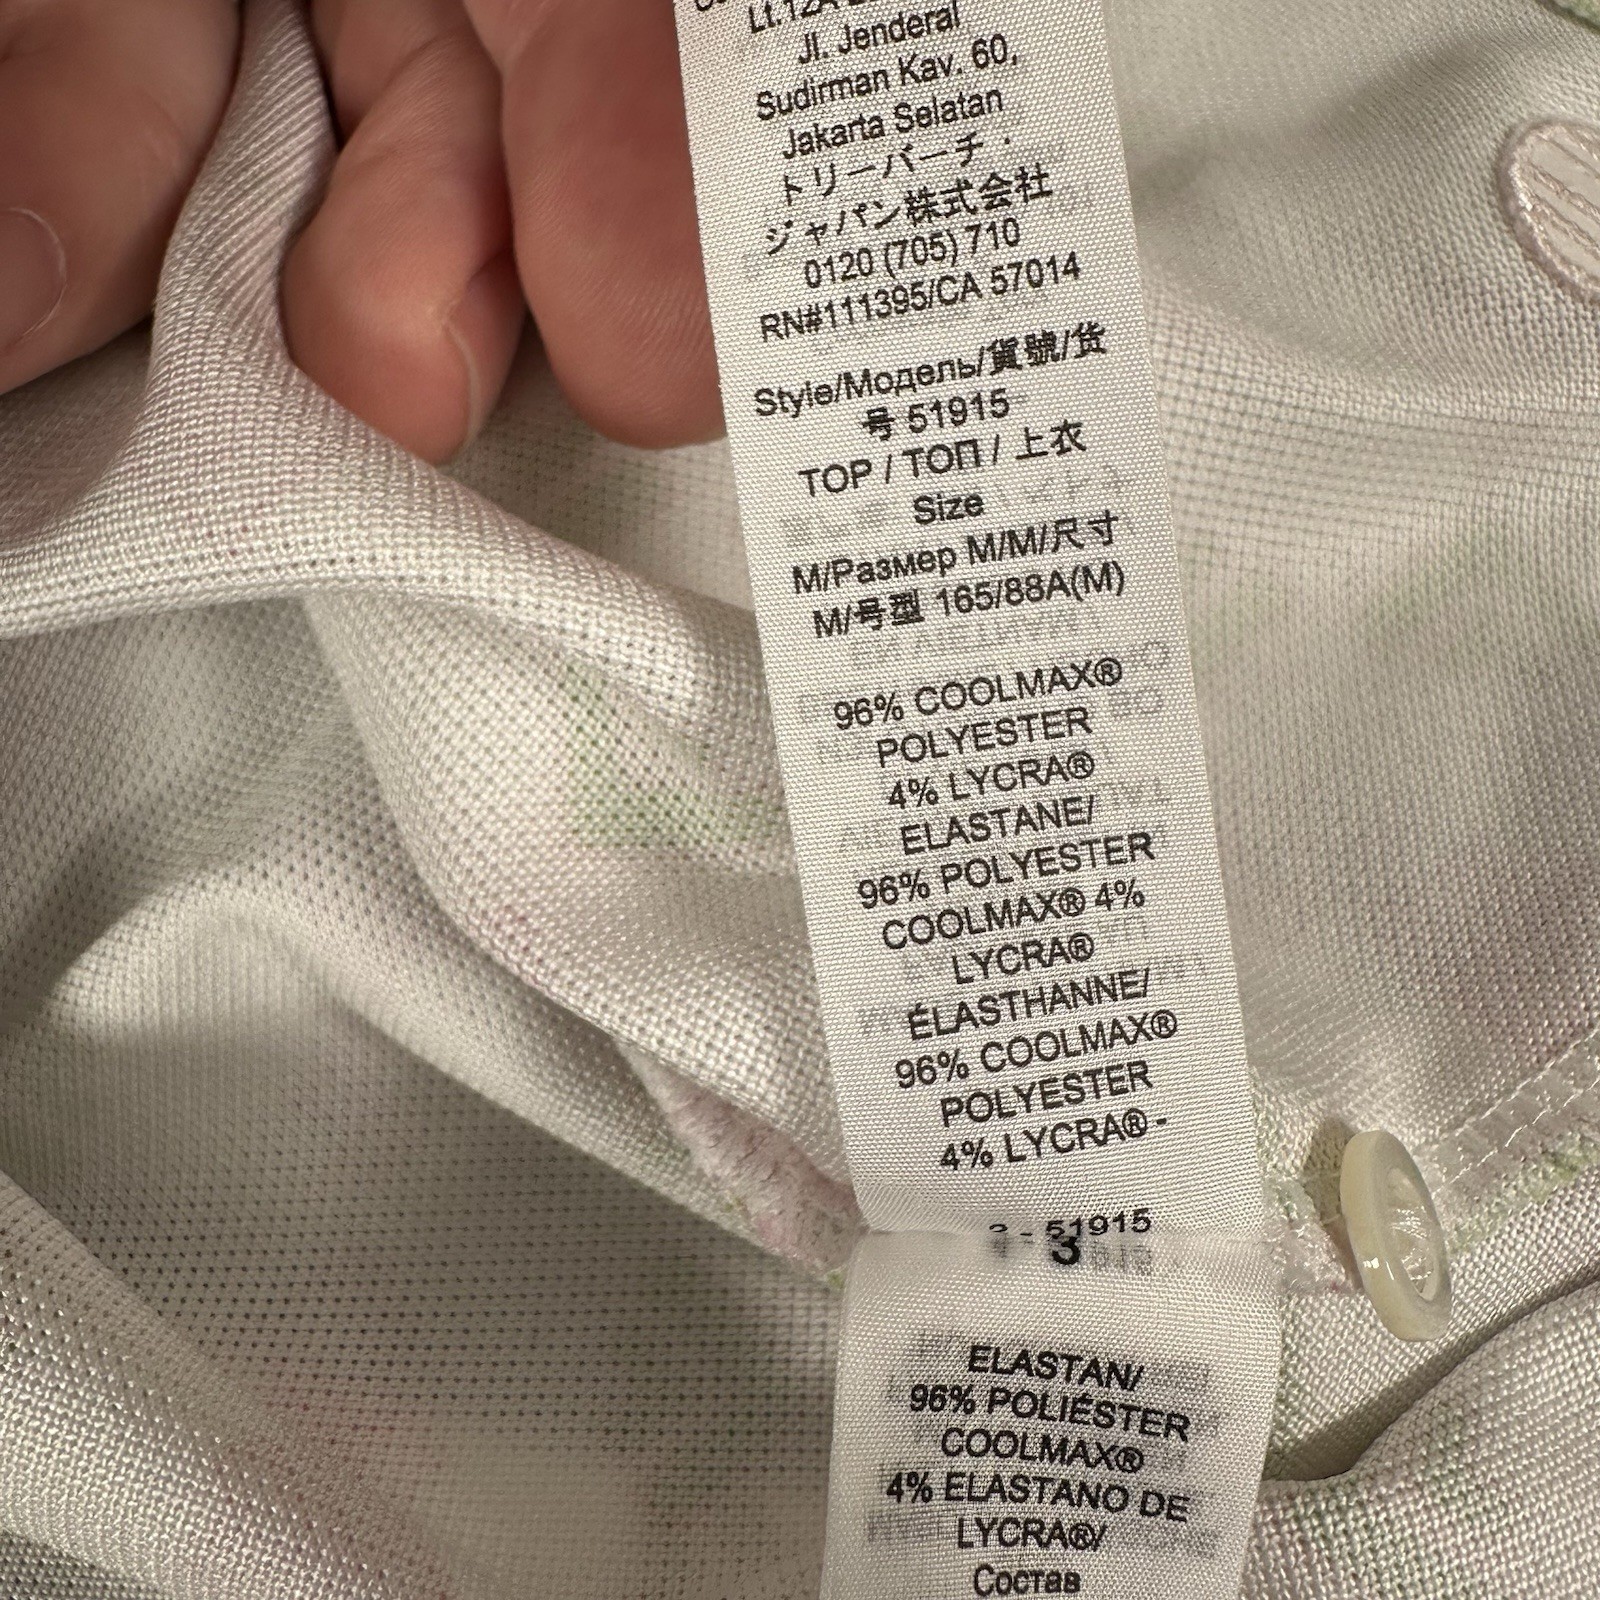 Jl. Jenderal
Sudirman Kav. 60,
Jakarta Selatan
トリーバーチ・
ジャパン株式会社
0120 (705) 710
RN#111395/CA 57014
Style/Модель/貨號/货
号 51915
TOP / ТОП / 上衣
Size
M/Размер M/M/尺寸
M/号型 165/88A(M)
96% COOLMAX®
POLYESTER
4% LYCRA®
ELASTANE/
96% POLYESTER
COOLMAX® 4%
LYCRA®
ÉLASTHANNE/
96% COOLMAX®
POLYESTER
4% LYCRA® -
51915
3
ELASTAN/
96% POLIÉSTER
COOLMAX®
4% ELASTANO DE
LYCRA®/
Состав